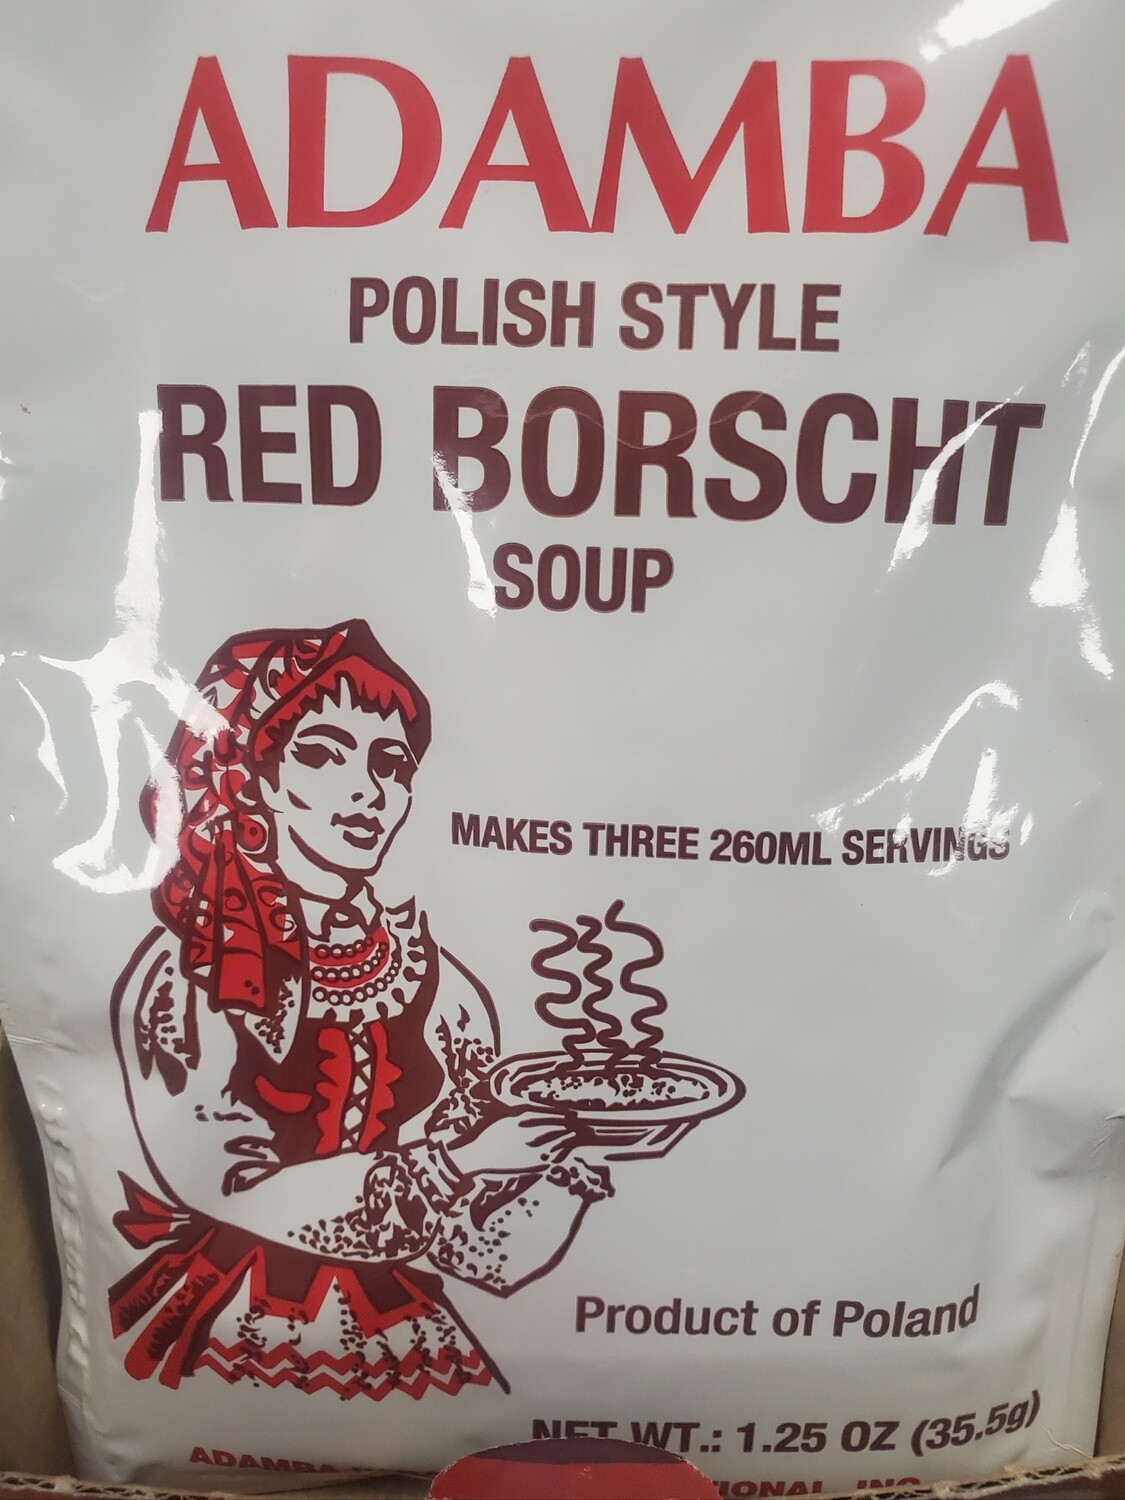 ADAMBA
POLISH STYLE
RED BORSCHT
SOUP
MAKES THREE 260ML SERVINGS
Product of Poland
NET WT.: 1.25 OZ (35.5g)
ADAMBA